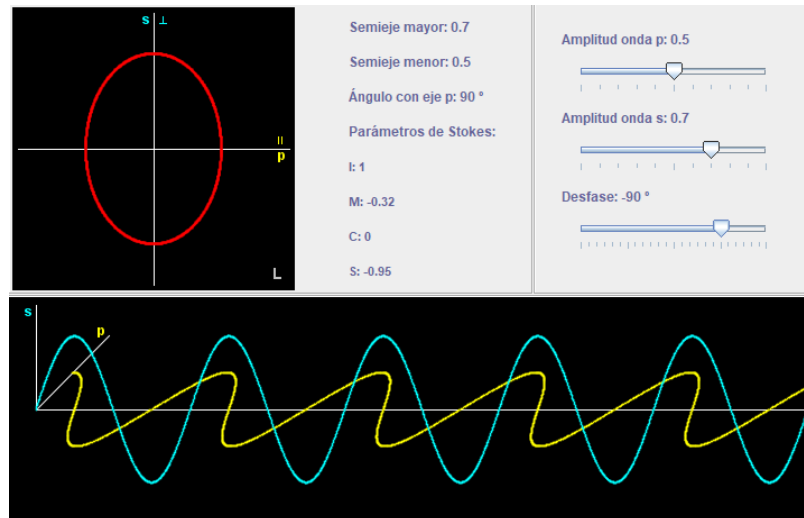 s ⊥
=
p
L
Semieje mayor: 0.7
Semieje menor: 0.5
Ángulo con eje p: 90 º
Parámetros de Stokes:
I: 1
M: -0.32
C: 0
S: -0.95
Amplitud onda p: 0.5
Amplitud onda s: 0.7
Desfase: -90 º
s
p